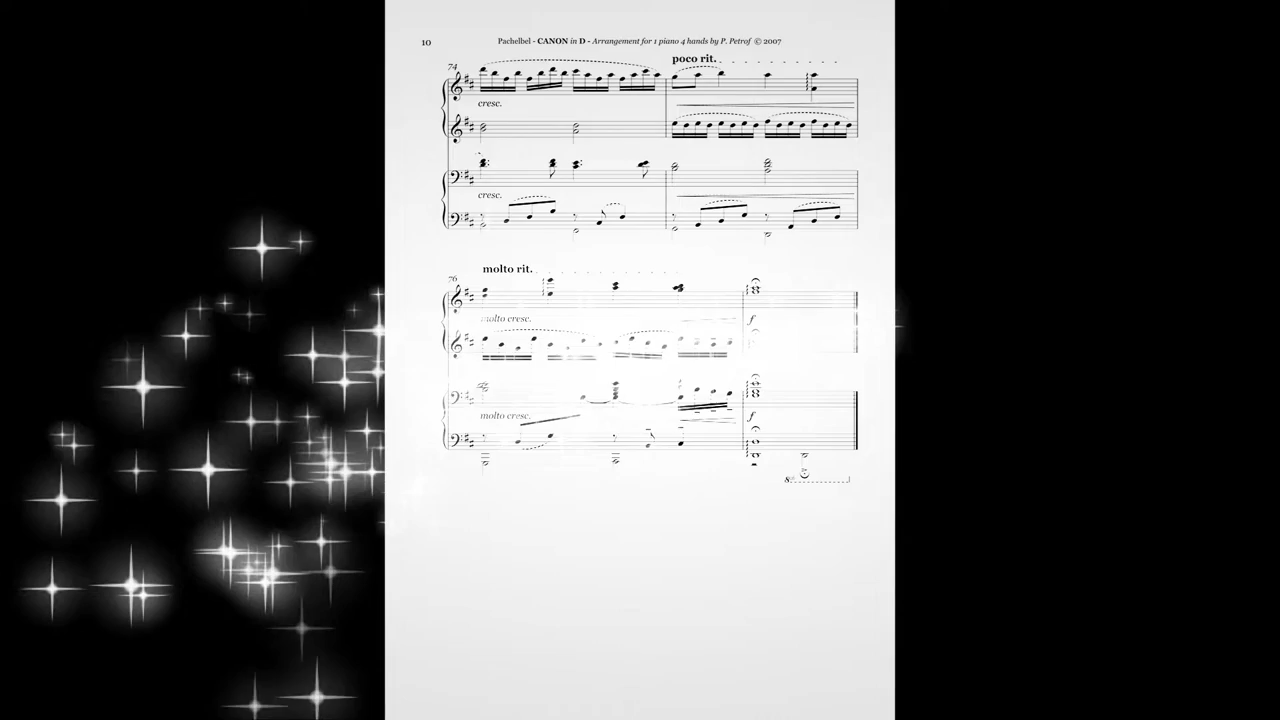 10
Pachelbel - CANON in D - Arrangement for 1 piano 4 hands by P. Petrof © 2007
74
poco rit.
cresc.
cresc.
76
molto rit.
molto cresc.
f
molto cresc.
f
8va